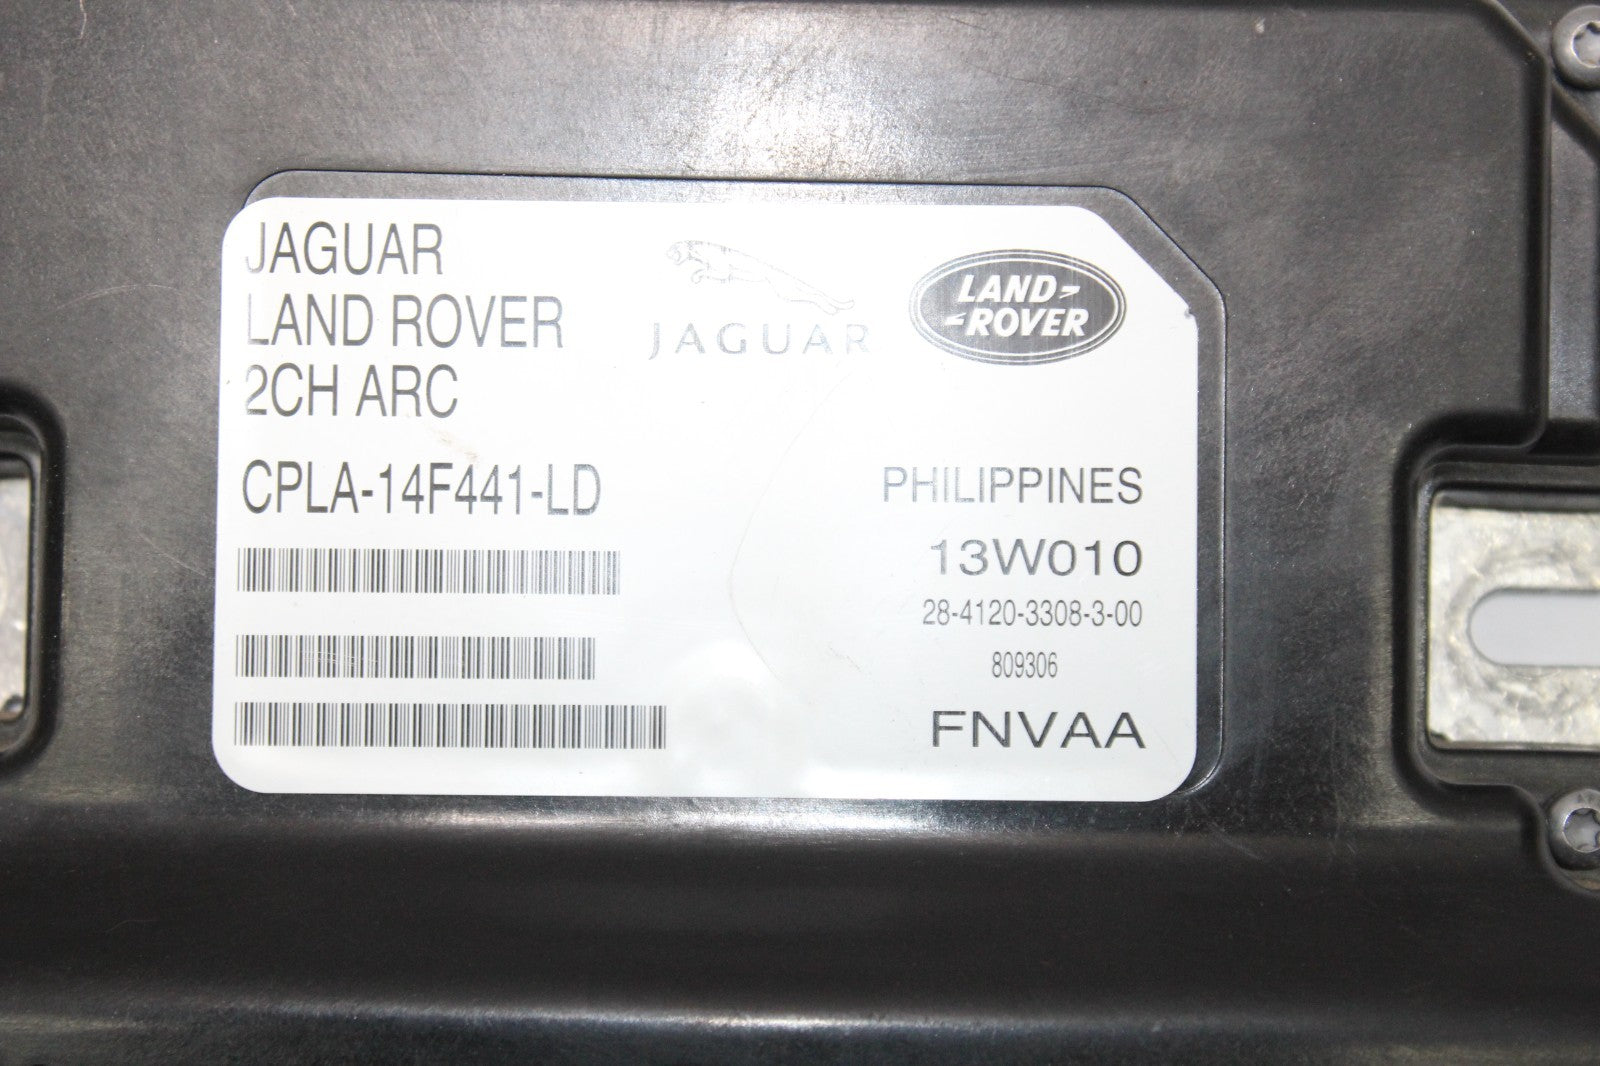 JAGUAR
LAND ROVER
2CH ARC
JAGUAR
LAND
ROVER
CPLA-14F441-LD
PHILIPPINES
13W010
28-4120-3308-3-00
809306
FNVAA